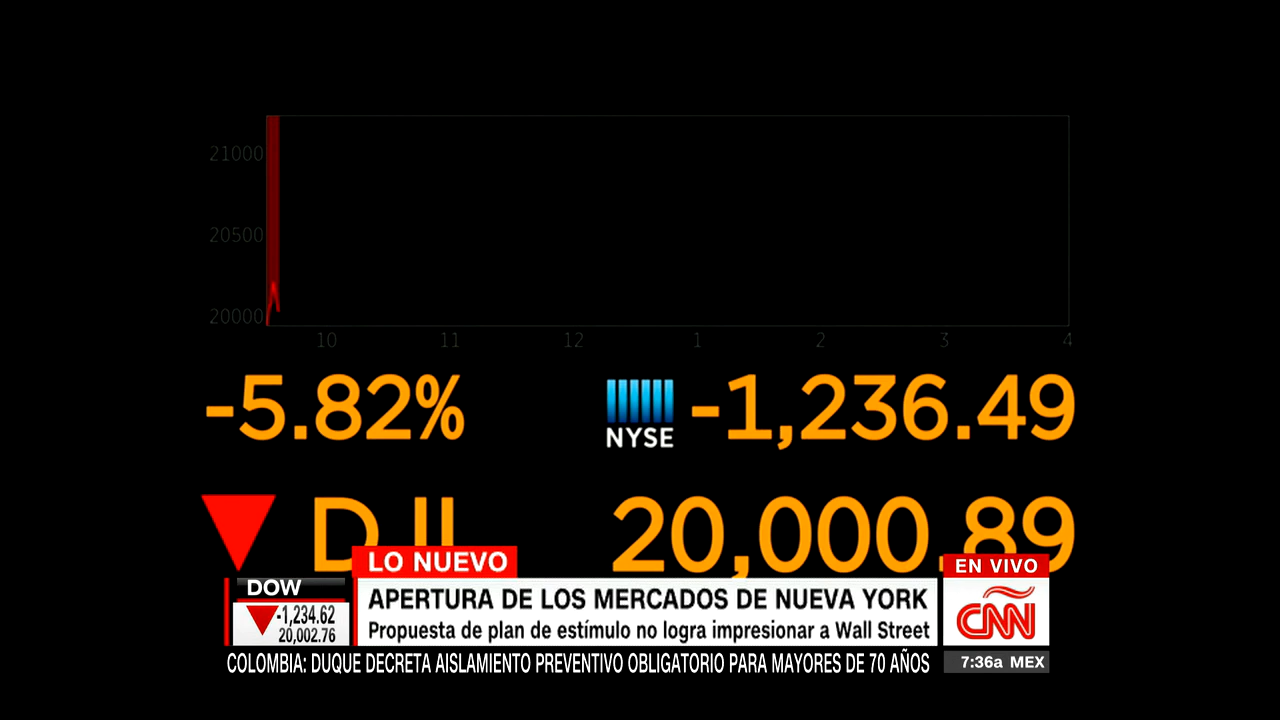 21000
20500
20000
10 11 12 1 2 3 4
-5.82% NYSE -1,236.49
DJI 20,000.89
LO NUEVO
EN VIVO
DOW
-1,234.62
20,002.76
APERTURA DE LOS MERCADOS DE NUEVA YORK
Propuesta de plan de estímulo no logra impresionar a Wall Street
CNN
COLOMBIA: DUQUE DECRETA AISLAMIENTO PREVENTIVO OBLIGATORIO PARA MAYORES DE 70 AÑOS
7:36a MEX